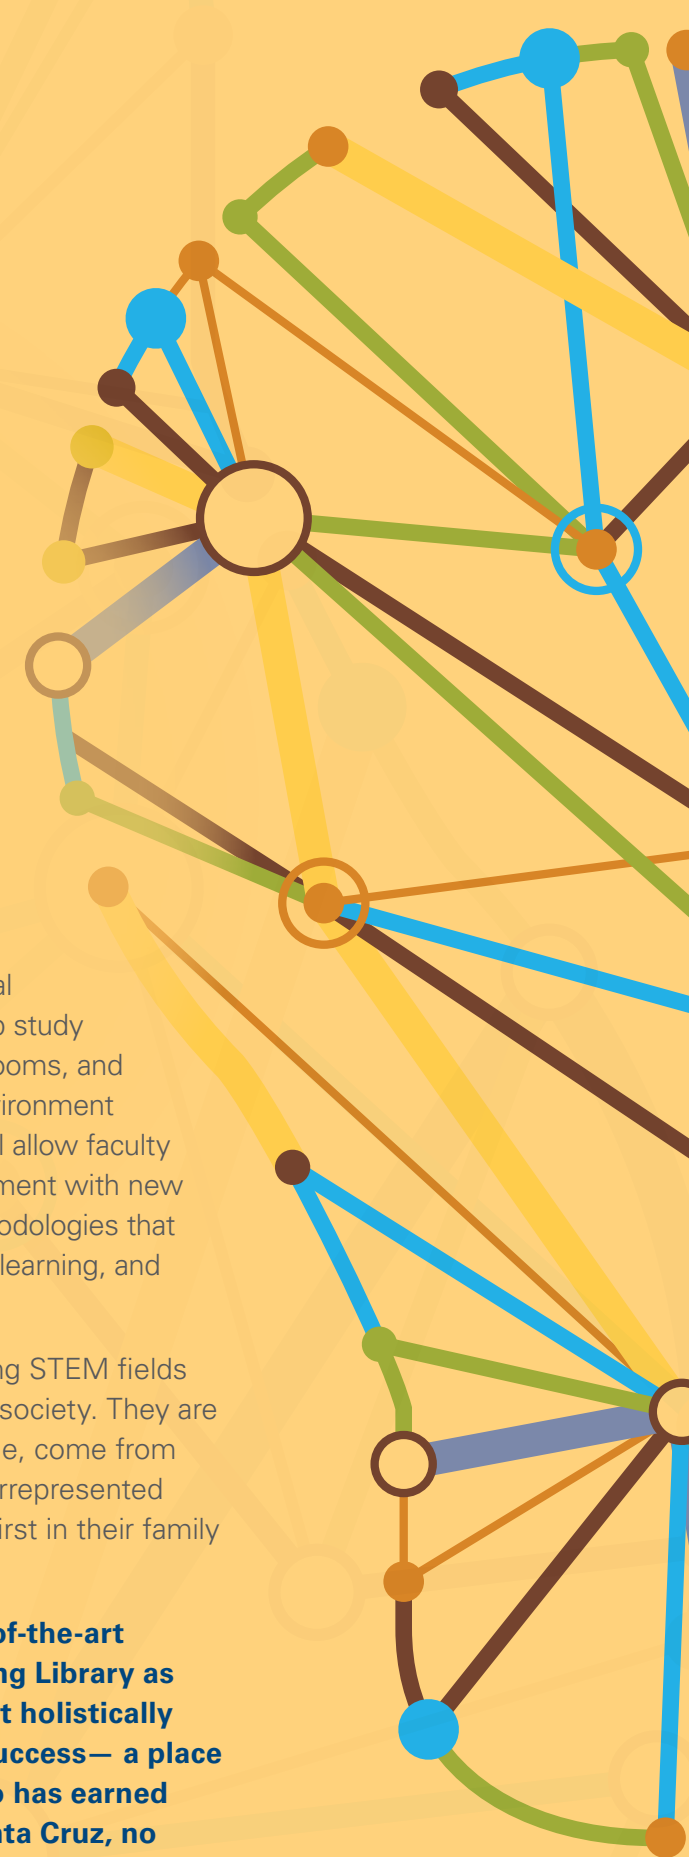 al
o study
ooms, and
ironment
l allow faculty
ment with new
odologies that
learning, and
ng STEM fields
society. They are
e, come from
rrepresented
irst in their family
of-the-art
ng Library as
t holistically
uccess— a place
o has earned
nta Cruz, no